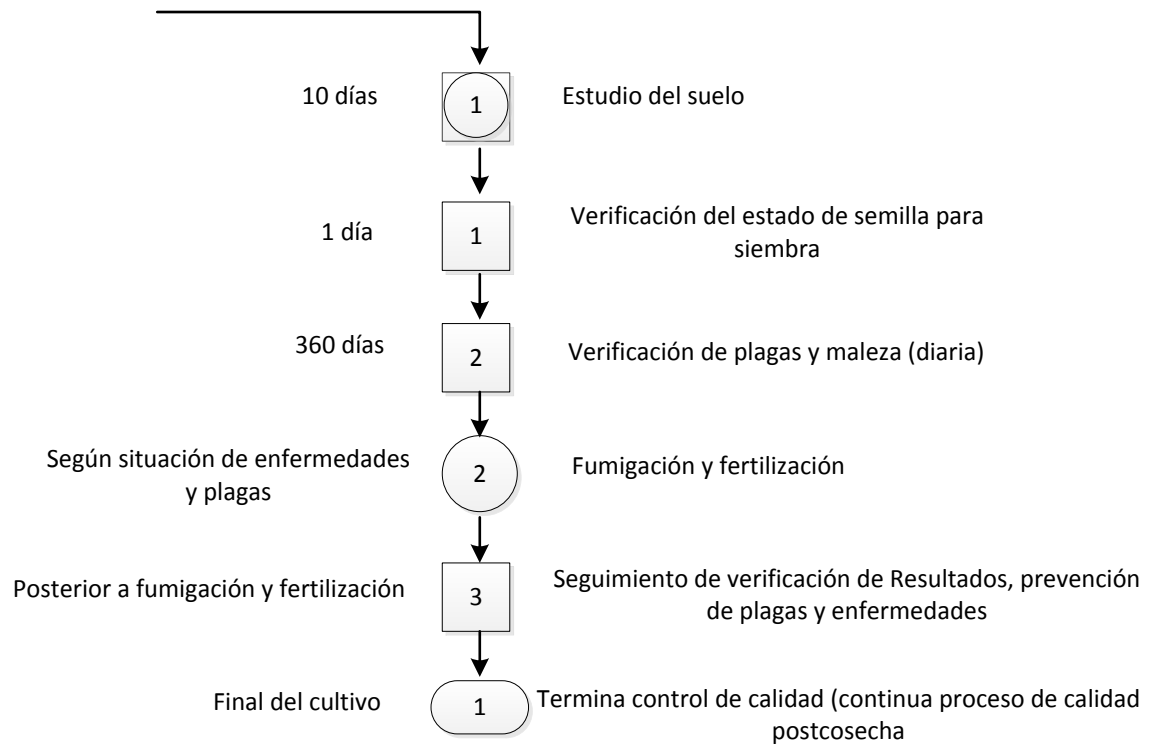 10 días
1
Estudio del suelo
1 día
1
Verificación del estado de semilla para
siembra
360 días
2
Verificación de plagas y maleza (diaria)
Según situación de enfermedades
y plagas
2
Fumigación y fertilización
Posterior a fumigación y fertilización
3
Seguimiento de verificación de Resultados, prevención
de plagas y enfermedades
Final del cultivo
1
Termina control de calidad (continua proceso de calidad
postcosecha